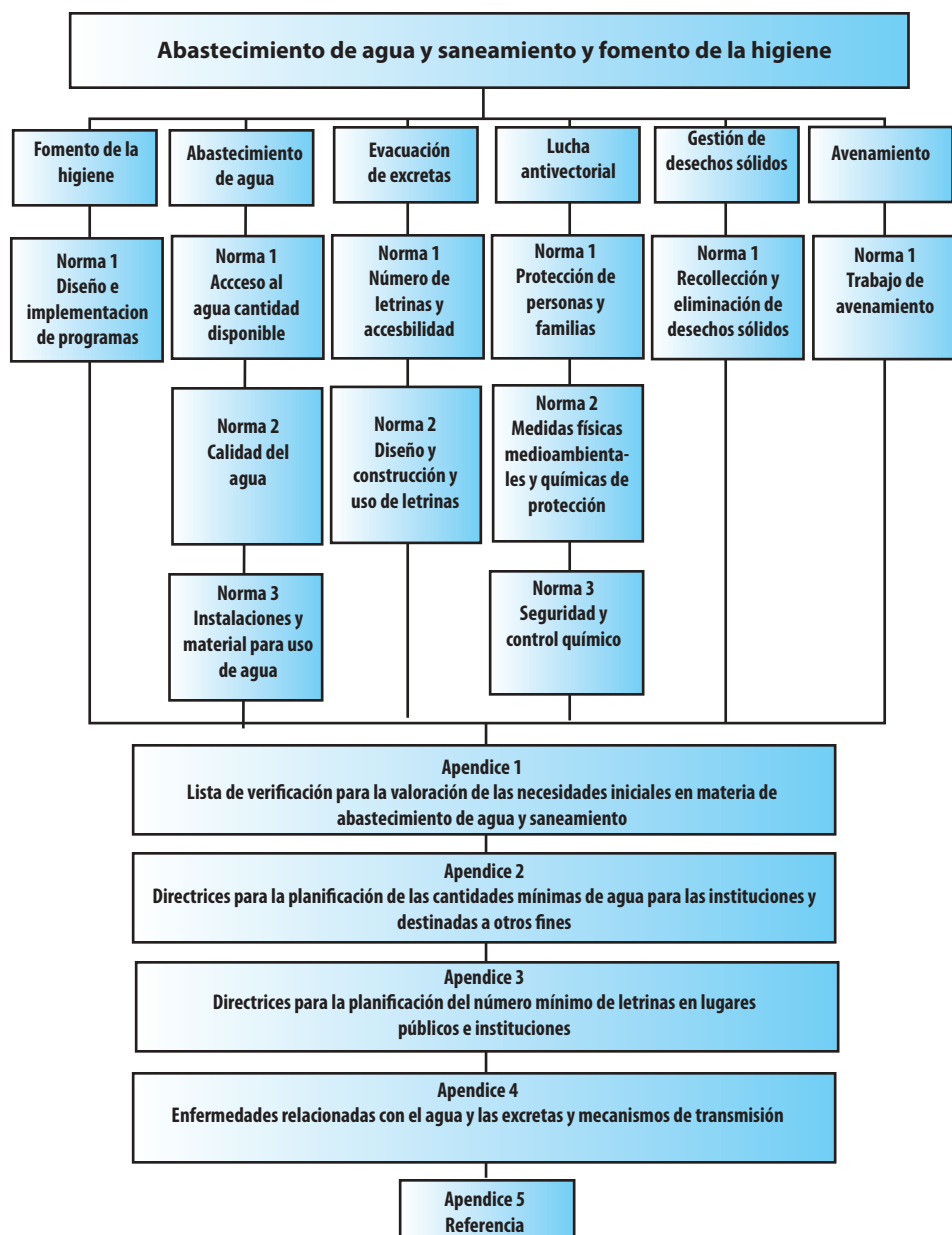 Abastecimiento de agua y saneamiento y fomento de la higiene
Fomento de la
higiene
Abastecimiento
de agua
Evacuación
de excretas
Lucha
antivectorial
Gestión de
desechos sólidos
Avenamiento
Norma 1
Diseño e
implementacion
de programas
Norma 1
Accceso al
agua cantidad
disponible
Norma 1
Número de
letrinas y
accesbilidad
Norma 1
Protección de
personas y
familias
Norma 1
Recollección y
eliminación de
desechos sólidos
Norma 1
Trabajo de
avenamiento
Norma 2
Calidad del
agua
Norma 2
Diseño y
construcción y
uso de letrinas
Norma 2
Medidas físicas
medioambienta-
les y químicas de
protección
Norma 3
Instalaciones y
material para uso
de agua
Norma 3
Seguridad y
control químico
Apendice 1
Lista de verificación para la valoración de las necesidades iniciales en materia de
abastecimiento de agua y saneamiento
Apendice 2
Directrices para la planificación de las cantidades mínimas de agua para las instituciones y
destinadas a otros fines
Apendice 3
Directrices para la planificación del número mínimo de letrinas en lugares
públicos e instituciones
Apendice 4
Enfermedades relacionadas con el agua y las excretas y mecanismos de transmisión
Apendice 5
Referencia